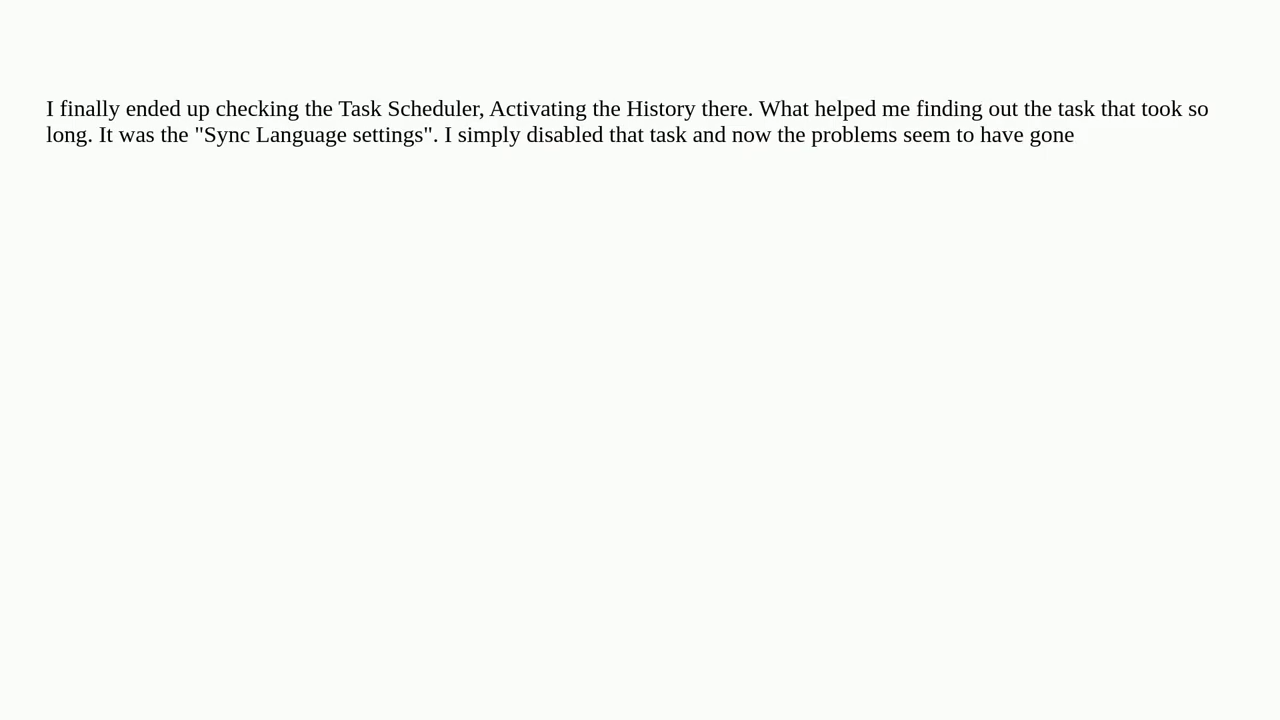 I finally ended up checking the Task Scheduler, Activating the History there. What helped me finding out the task that took so
long. It was the "Sync Language settings". I simply disabled that task and now the problems seem to have gone